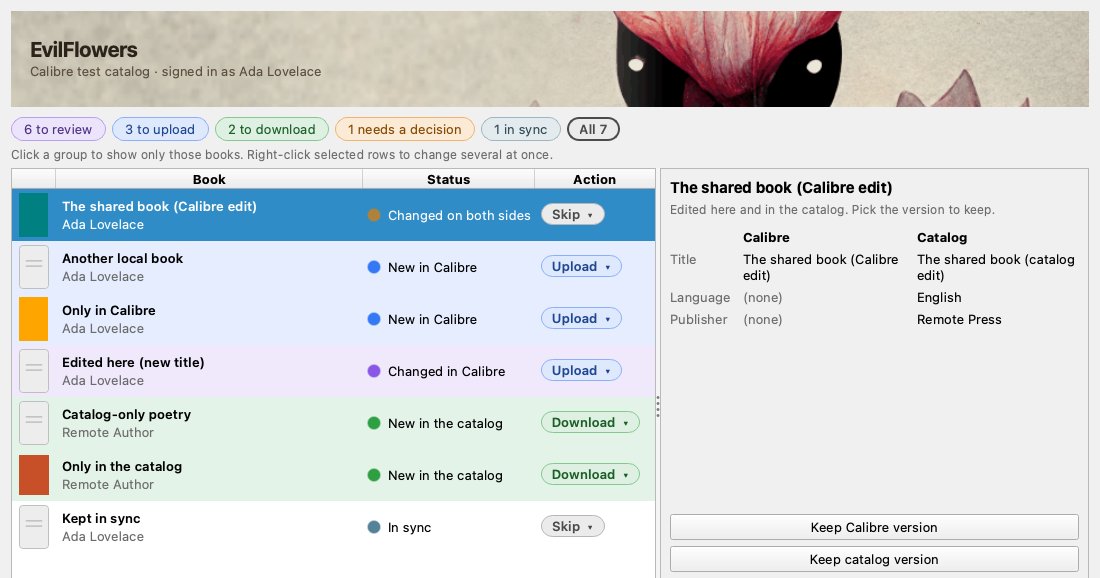 EvilFlowers
Calibre test catalog · signed in as Ada Lovelace
6 to review
3 to upload
2 to download
1 needs a decision
1 in sync
All 7
Click a group to show only those books. Right-click selected rows to change several at once.
Book Status Action
The shared book (Calibre edit)
Ada Lovelace
Changed on both sides
Skip
Another local book
Ada Lovelace
New in Calibre
Upload
Only in Calibre
Ada Lovelace
New in Calibre
Upload
Edited here (new title)
Ada Lovelace
Changed in Calibre
Upload
Catalog-only poetry
Remote Author
New in the catalog
Download
Only in the catalog
Remote Author
New in the catalog
Download
Kept in sync
Ada Lovelace
In sync
Skip
The shared book (Calibre edit)
Edited here and in the catalog. Pick the version to keep.
Calibre Catalog
Title
The shared book (Calibre
edit)
The shared book (catalog
edit)
Language (none) English
Publisher (none) Remote Press
Keep Calibre version
Keep catalog version